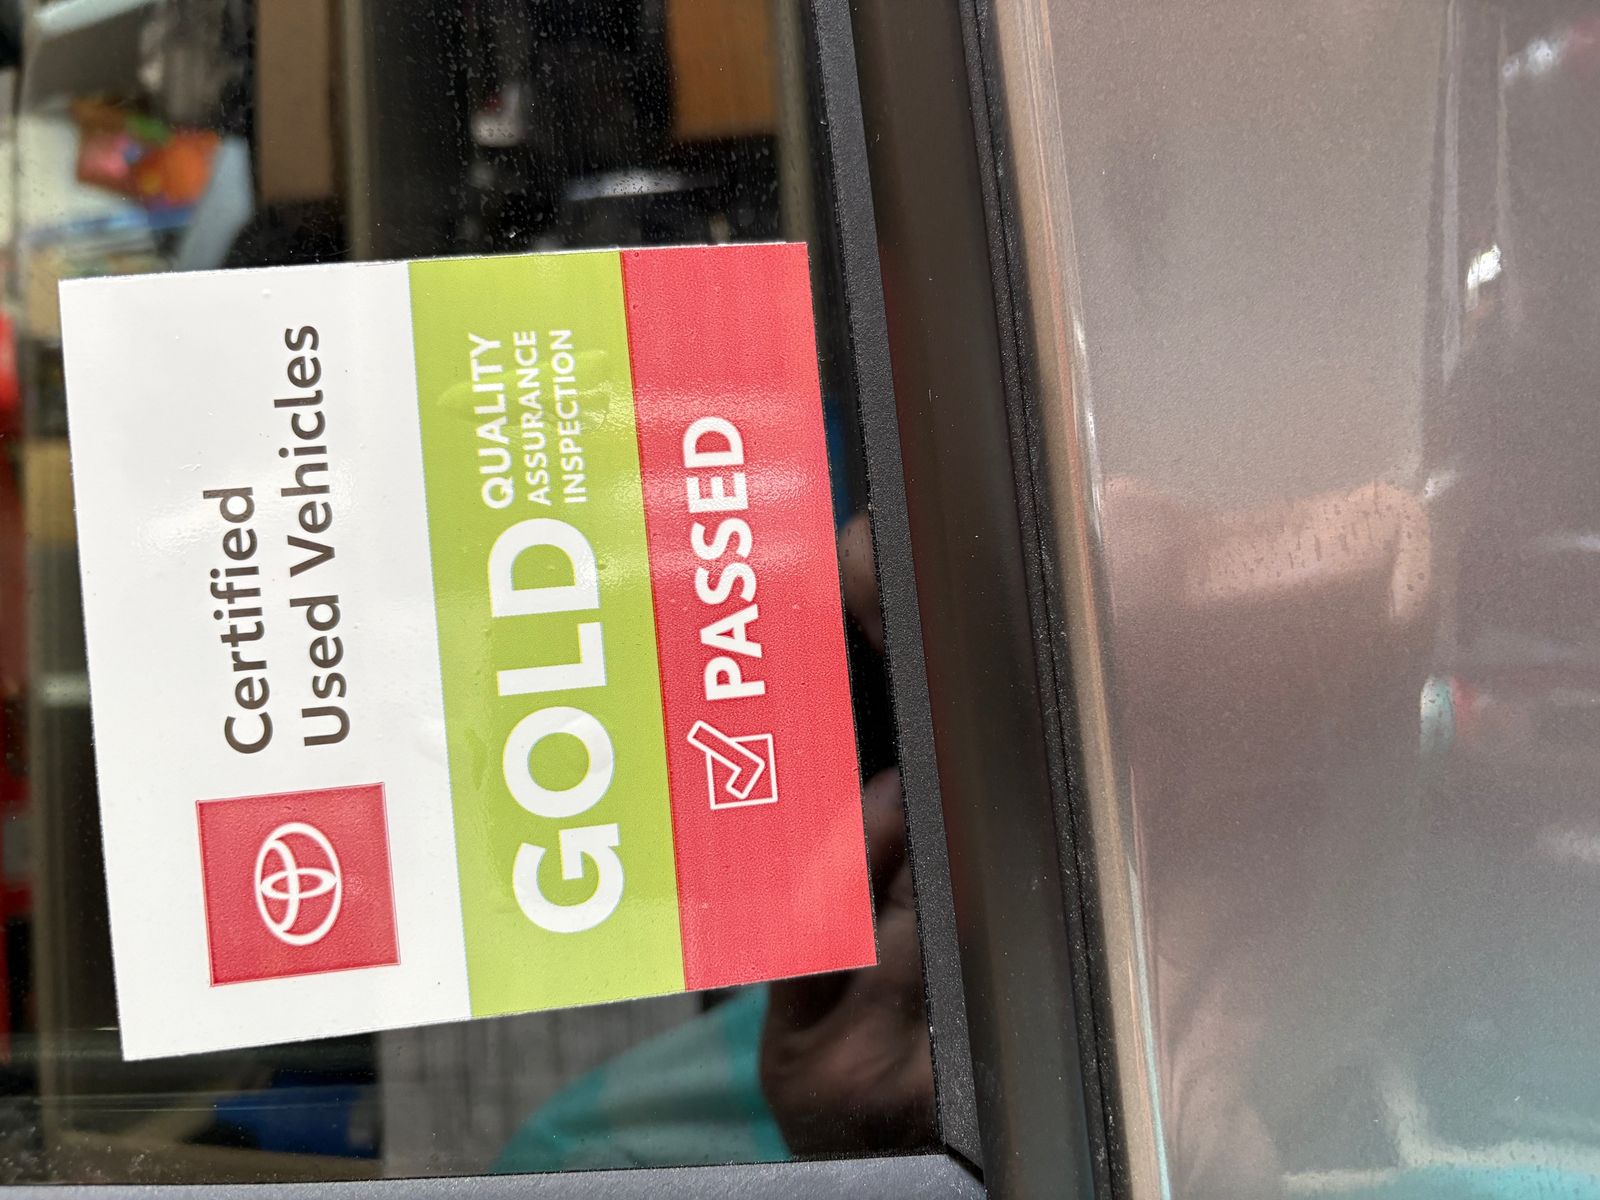 Certified
Used Vehicles
GOLD
QUALITY
ASSURANCE
INSPECTION
PASSED